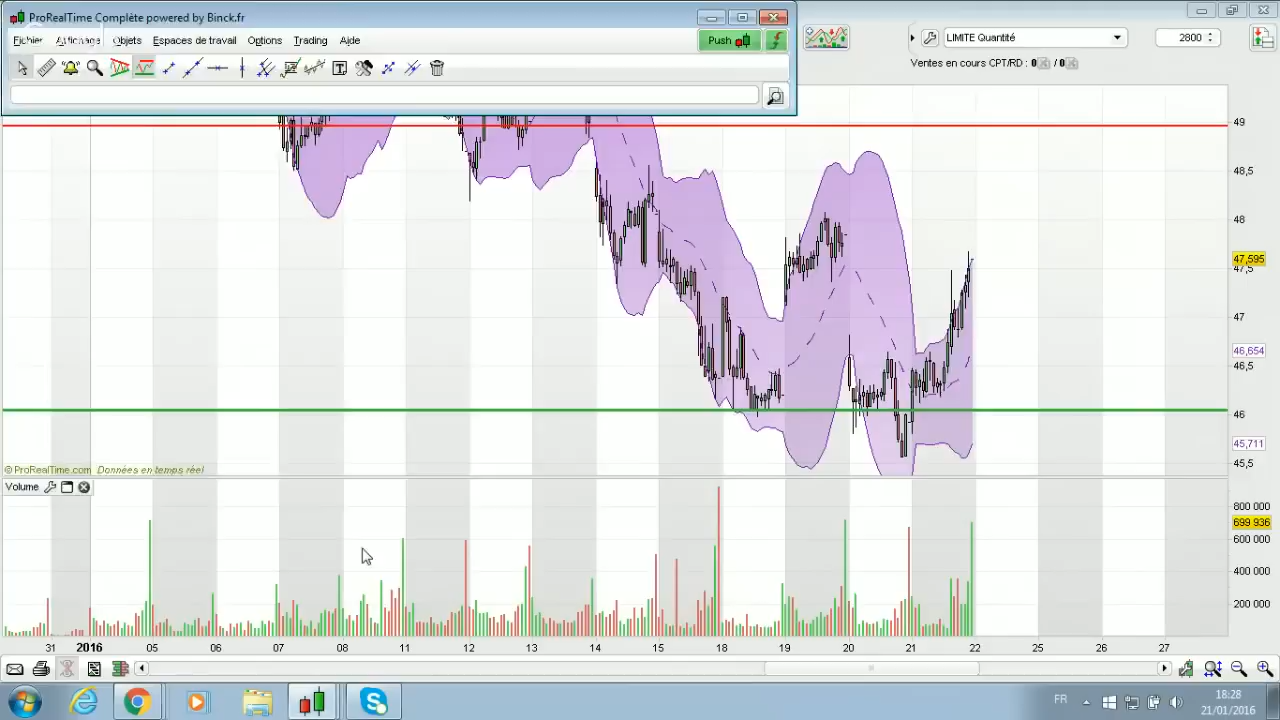 ProRealTime Complète powered by Binck.fr
Fichier Affichage Objets Espaces de travail Options Trading Aide
Push
LIMITE Quantité
2800
Ventes en cours CPT/RD : 0 / 0
49
48,5
48
47,595
47,5
47
46,654
46,5
46
45,711
45,5
© ProRealTime.com Données en temps réel
Volume
800 000
699 936
600 000
400 000
200 000
31 2016 05 06 07 08 11 12 13 14 15 18 19 20 21 22 25 26 27
FR
18:28
21/01/2016